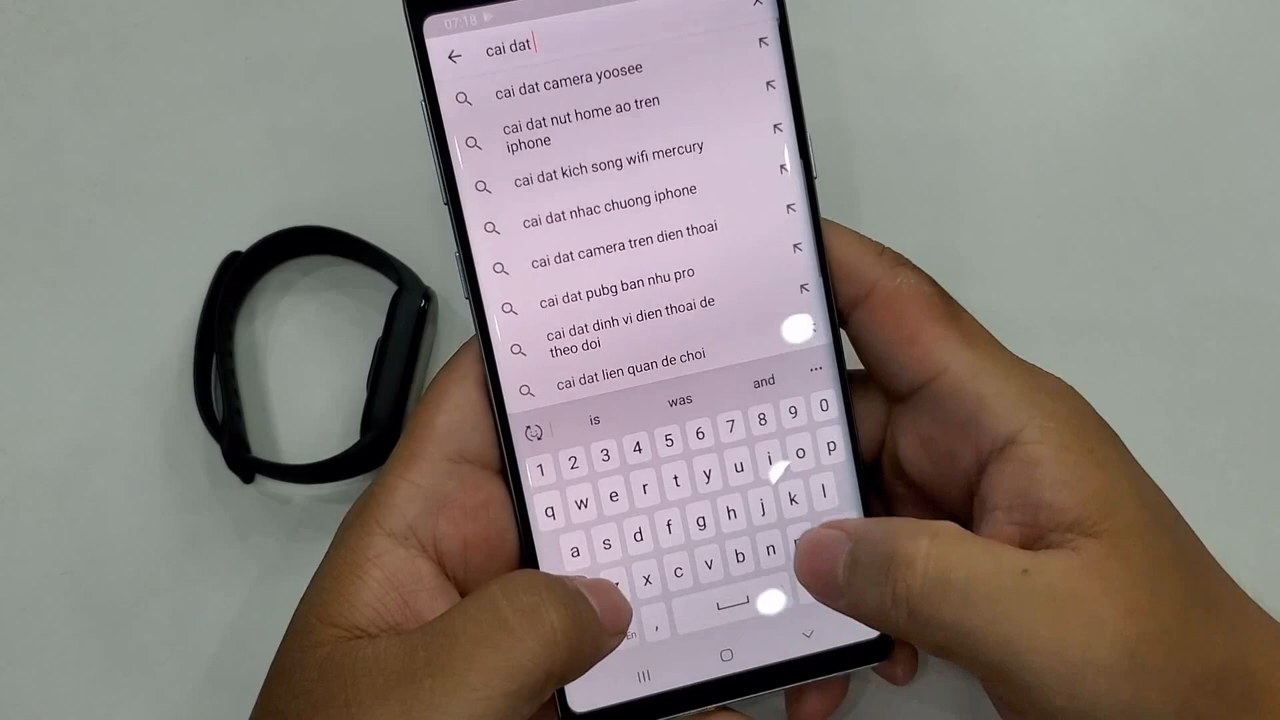 07:18
cai dat
cai dat camera yoosee
cai dat nut home ao tren
iphone
cai dat kich song wifi mercury
cai dat nhac chuong iphone
cai dat camera tren dien thoai
cai dat pubg ban nhu pro
cai dat dinh vi dien thoai de
theo doi
cai dat lien quan de choi
is was and ...
1 2 3 4 5 6 7 8 9 0
q w e r t y u i o p
a s d f g h j k l
x c v b n
, En